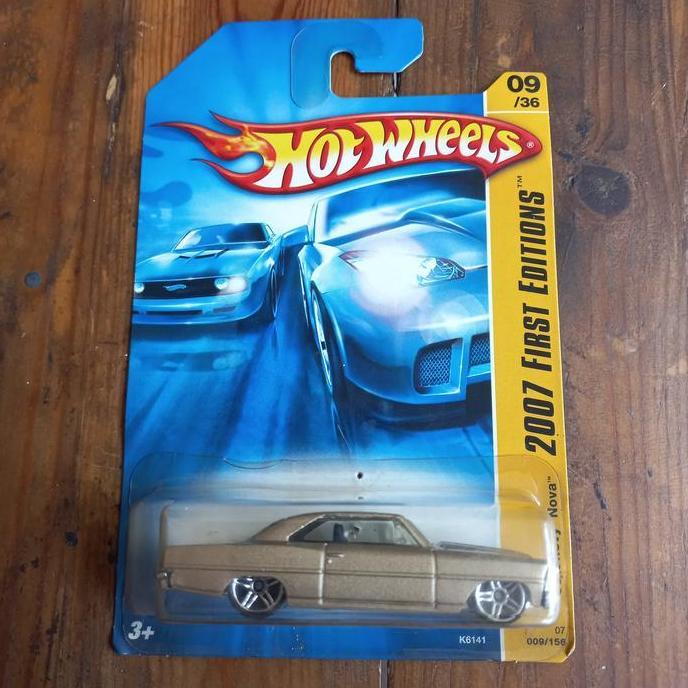 09
/36
HOT WHEELS®
2007 FIRST EDITIONS™
Nova™
3+
K6141
07
009/156